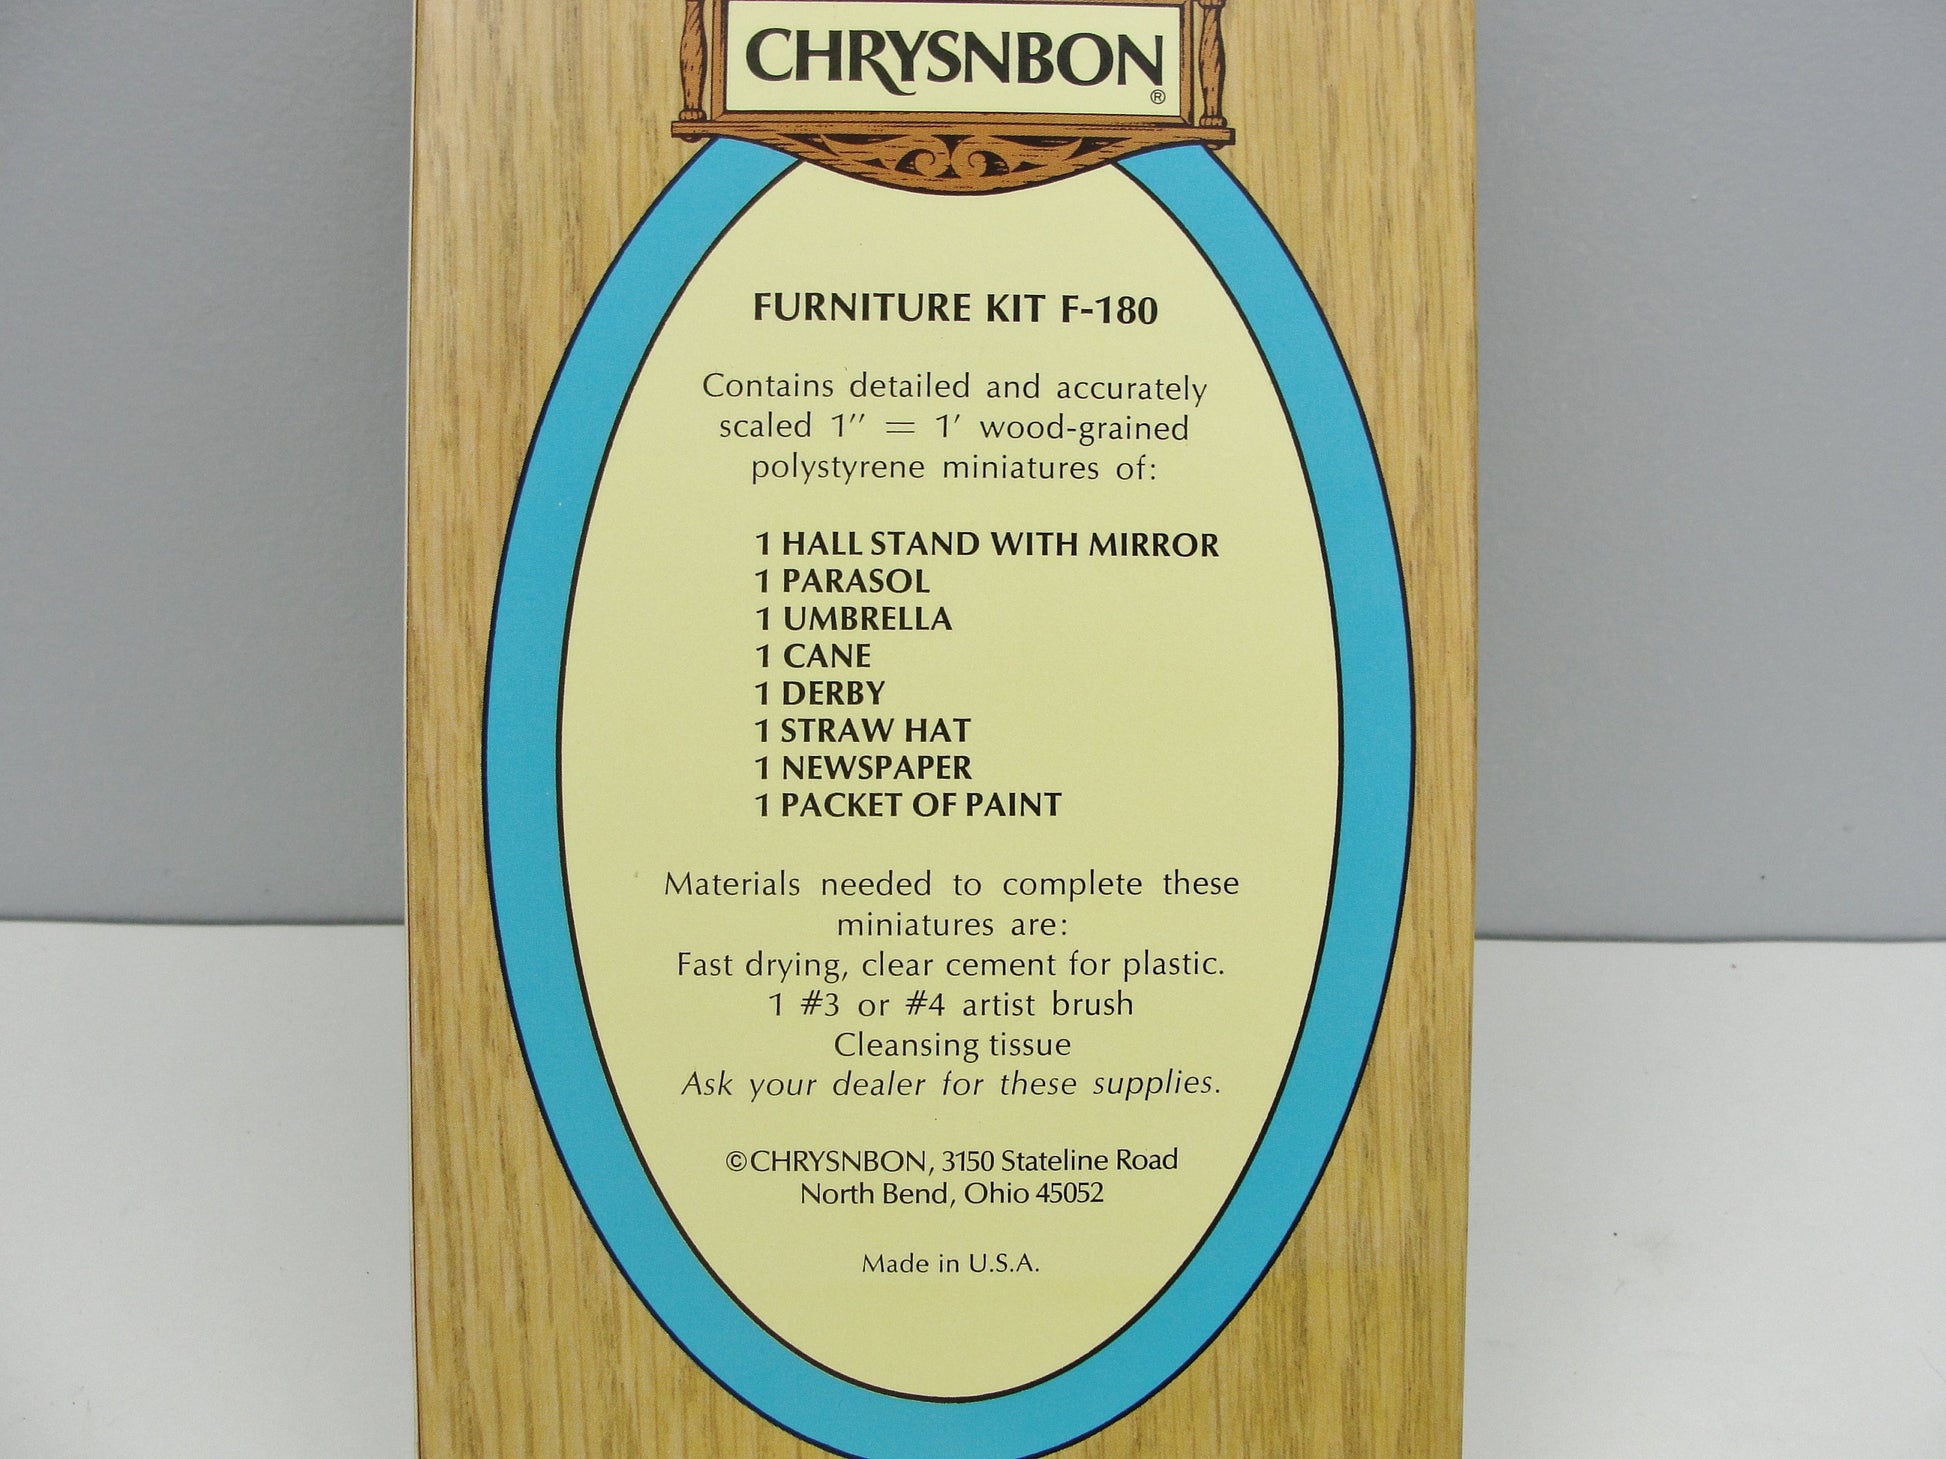 CHRYSNBON
®
FURNITURE KIT F-180
Contains detailed and accurately
scaled 1″ = 1′ wood-grained
polystyrene miniatures of:
1 HALL STAND WITH MIRROR
1 PARASOL
1 UMBRELLA
1 CANE
1 DERBY
1 STRAW HAT
1 NEWSPAPER
1 PACKET OF PAINT
Materials needed to complete these
miniatures are:
Fast drying, clear cement for plastic.
1 #3 or #4 artist brush
Cleansing tissue
Ask your dealer for these supplies.
©CHRYSNBON, 3150 Stateline Road
North Bend, Ohio 45052
Made in U.S.A.